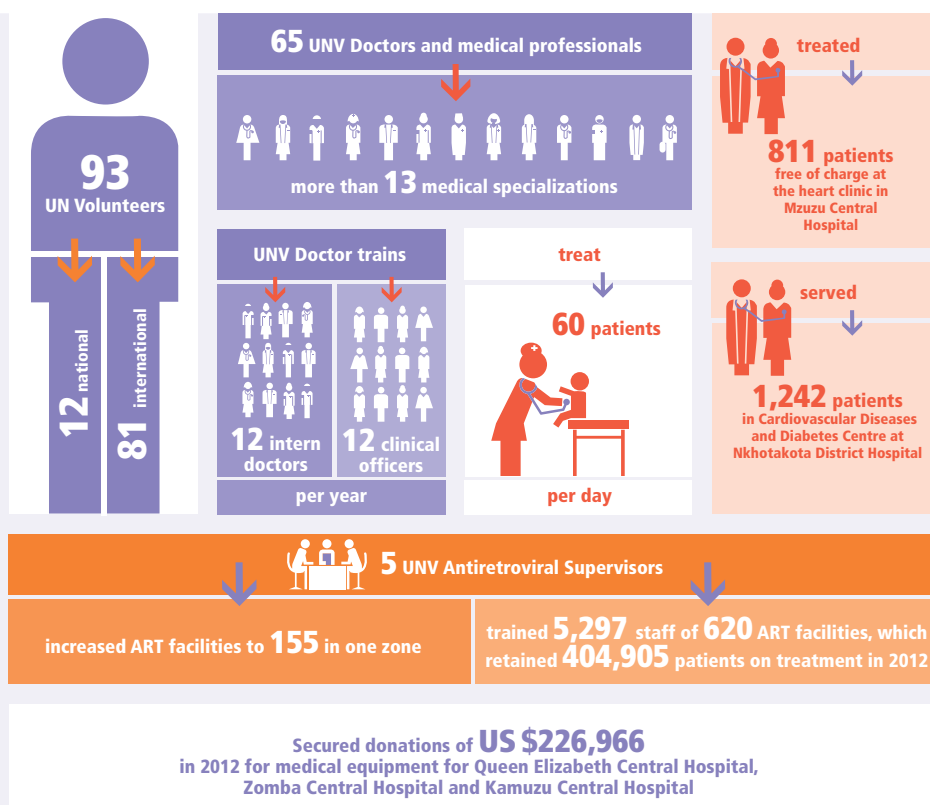 93
UN Volunteers
12 national
81 international
65 UNV Doctors and medical professionals
more than 13 medical specializations
UNV Doctor trains
12 intern
doctors
12 clinical
officers
per year
treat
60 patients
per day
treated
811 patients
free of charge at
the heart clinic in
Mzuzu Central
Hospital
served
1,242 patients
in Cardiovascular Diseases
and Diabetes Centre at
Nkhotakota District Hospital
5 UNV Antiretroviral Supervisors
increased ART facilities to 155 in one zone
trained 5,297 staff of 620 ART facilities, which
retained 404,905 patients on treatment in 2012
Secured donations of US $226,966
in 2012 for medical equipment for Queen Elizabeth Central Hospital,
Zomba Central Hospital and Kamuzu Central Hospital